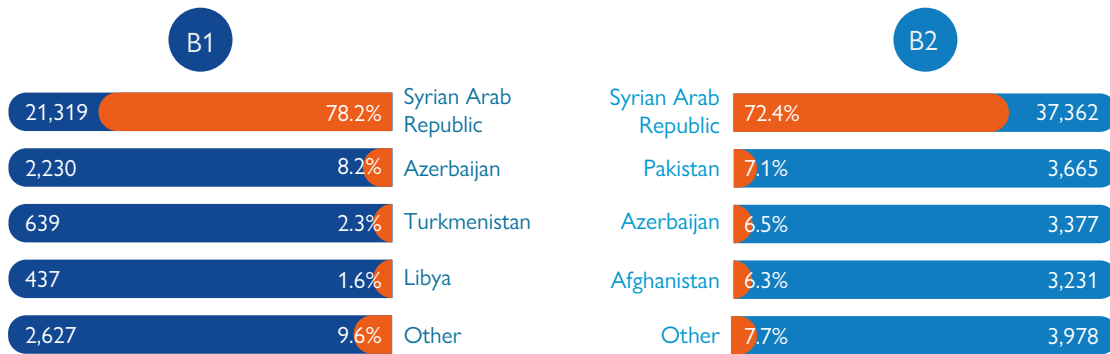 B1
21,319 78.2% Syrian Arab
Republic
2,230 8.2% Azerbaijan
639 2.3% Turkmenistan
437 1.6% Libya
2,627 9.6% Other
B2
Syrian Arab
Republic 72.4% 37,362
Pakistan 7.1% 3,665
Azerbaijan 6.5% 3,377
Afghanistan 6.3% 3,231
Other 7.7% 3,978